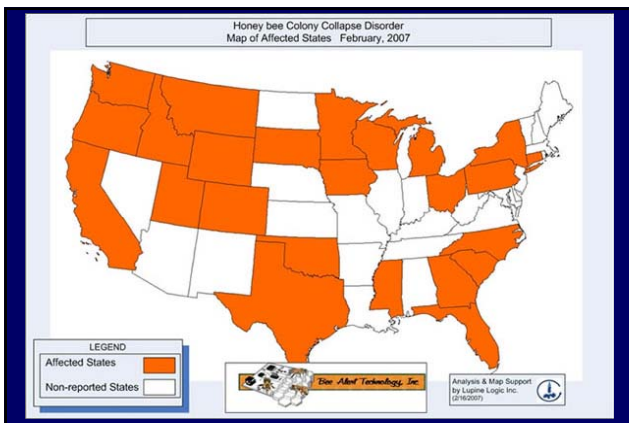 Honey bee Colony Collapse Disorder
Map of Affected States February, 2007
LEGEND
Affected States
Non-reported States
Bee Alert Technology, Inc.
Analysis & Map Support
by Lupine Logic Inc.
(2/16/2007)